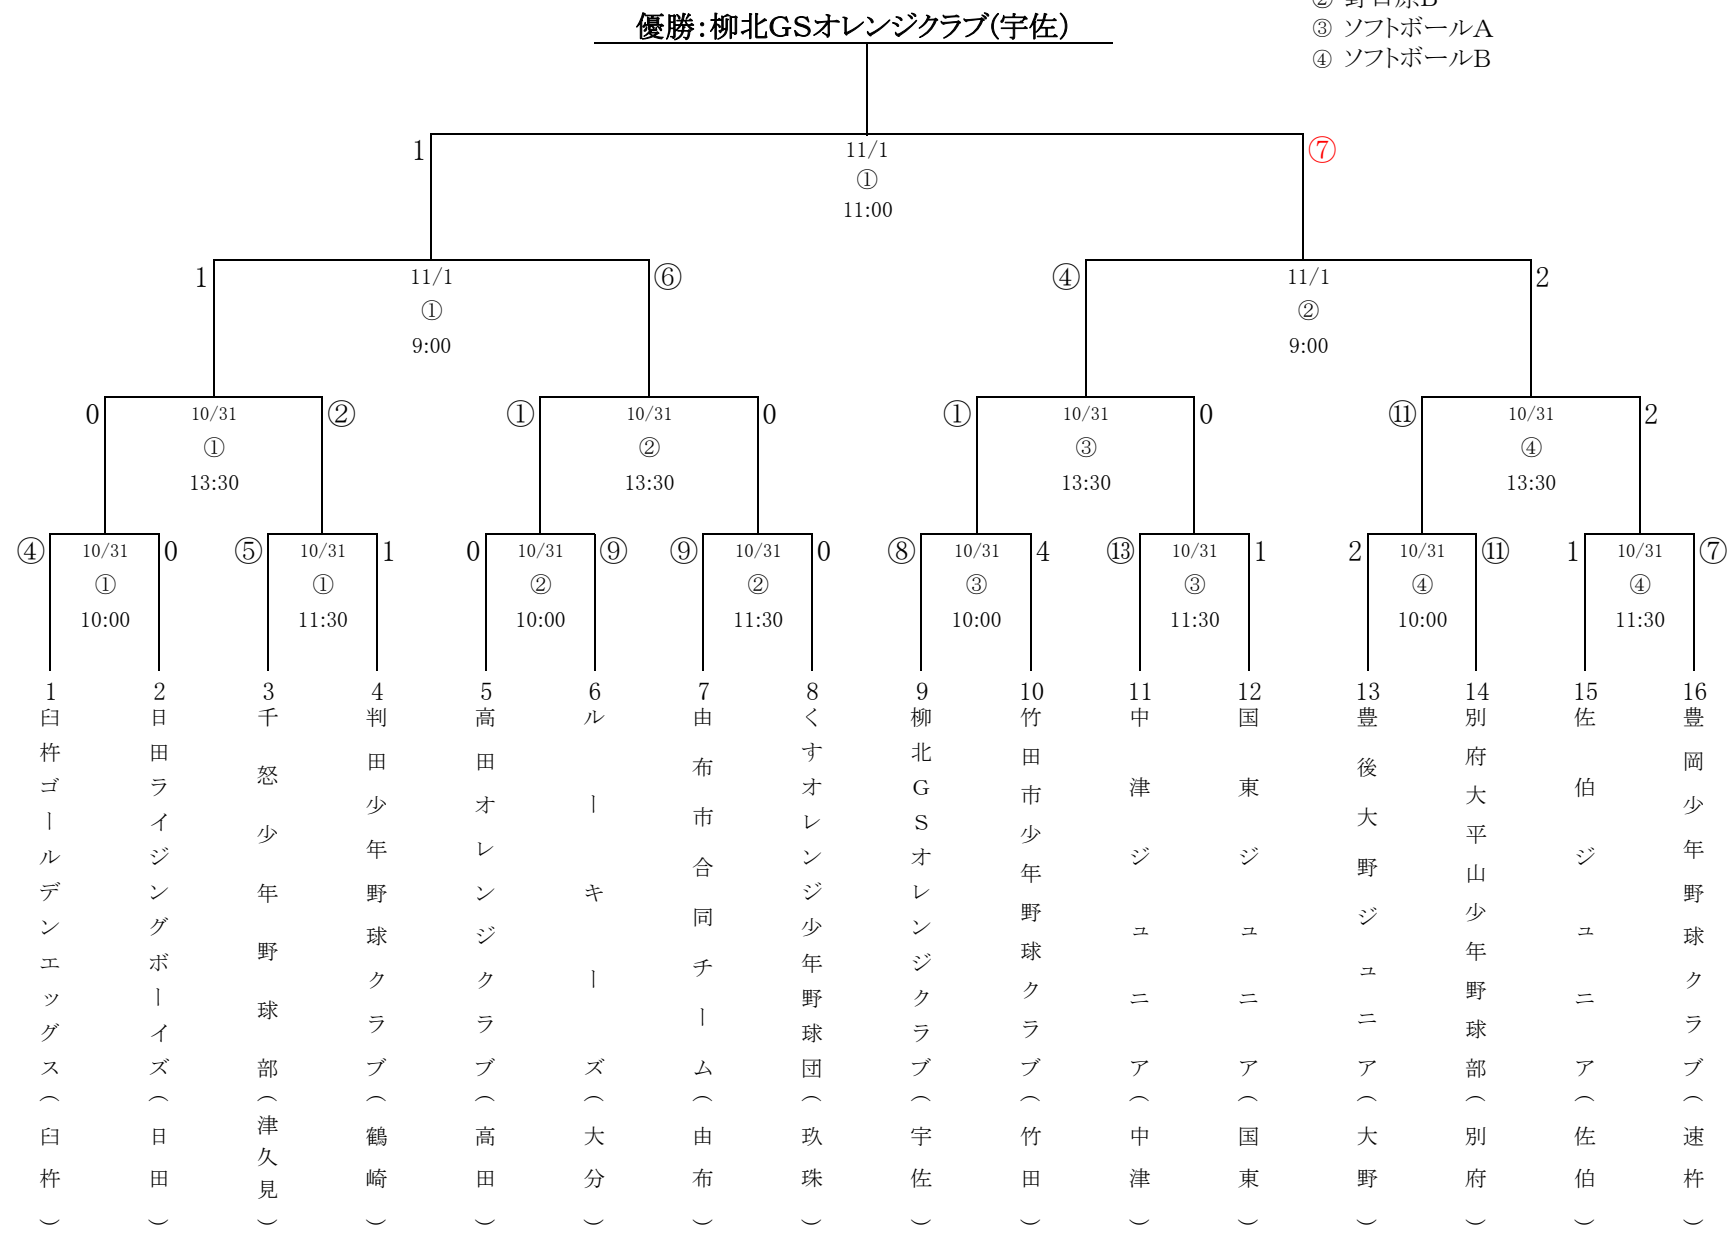 ② 野口原B
優勝:柳北GSオレンジクラブ(宇佐)
③ ソフトボールA
④ ソフトボールB
1 11/1 ⑦
①
11:00
1 11/1 ⑥ ④ 11/1 2
① ②
9:00 9:00
0 10/31 ② ① 10/31 0 ① 10/31 0 ⑪ 10/31 2
① ② ③ ④
13:30 13:30 13:30 13:30
④ 10/31 0 ⑤ 10/31 1 0 10/31 ⑨ ⑨ 10/31 0 ⑧ 10/31 4 ⑬ 10/31 1 2 10/31 ⑪ 1 10/31 ⑦
① ① ② ② ③ ③ ④ ④
10:00 11:30 10:00 11:30 10:00 11:30 10:00 11:30
1 臼杵ゴールデンエッグス(臼杵)
2 日田ライジングボーイズ(日田)
3 千怒少年野球部(津久見)
4 判田少年野球クラブ(鶴崎)
5 高田オレンジクラブ(高田)
6 ルーキーズ(大分)
7 由布市合同チーム(由布)
8 くすオレンジ少年野球団(玖珠)
9 柳北GSオレンジクラブ(宇佐)
10 竹田市少年野球クラブ(竹田)
11 中津ジュニア(中津)
12 国東ジュニア(国東)
13 豊後大野ジュニア(大野)
14 別府大平山少年野球部(別府)
15 佐伯ジュニア(佐伯)
16 豊岡少年野球クラブ(速杵)